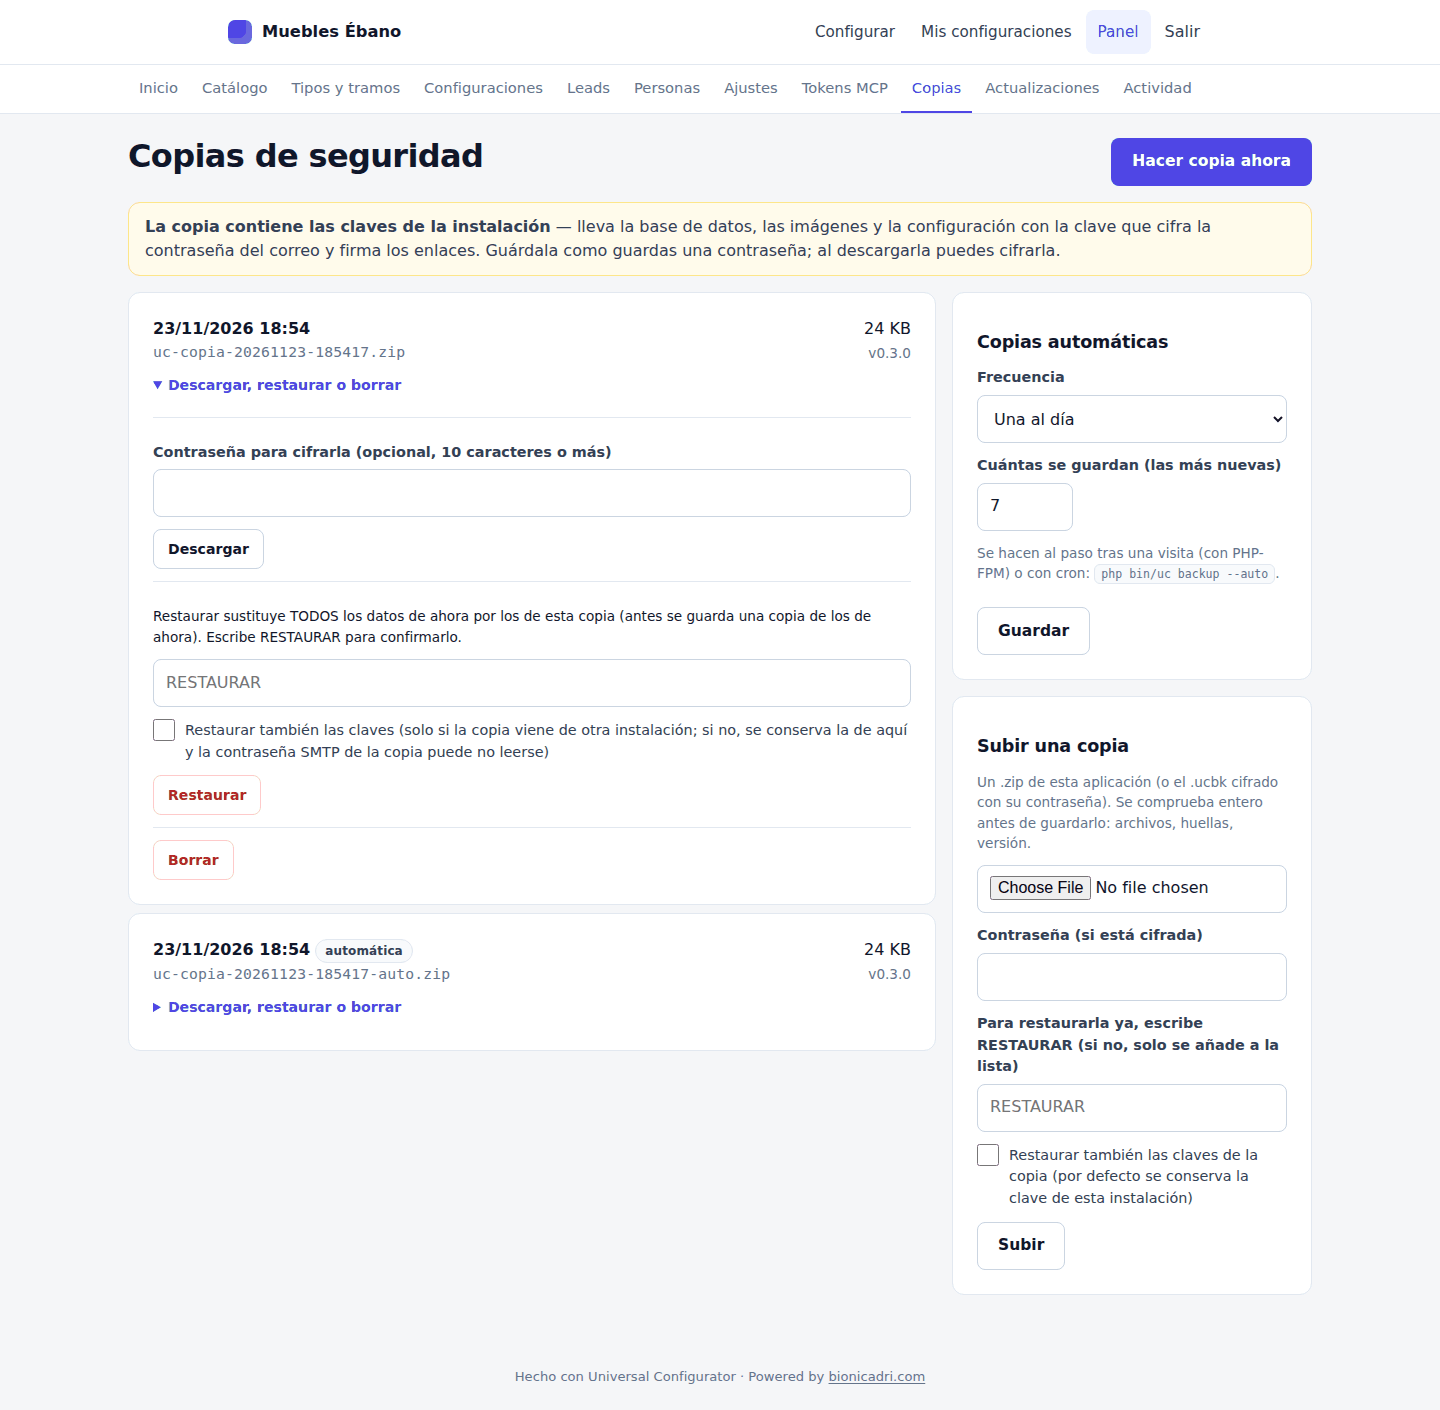 Muebles Ébano
Configurar
Mis configuraciones
Panel
Salir
Inicio
Catálogo
Tipos y tramos
Configuraciones
Leads
Personas
Ajustes
Tokens MCP
Copias
Actualizaciones
Actividad
Copias de seguridad
Hacer copia ahora
La copia contiene las claves de la instalación — lleva la base de datos, las imágenes y la configuración con la clave que cifra la
contraseña del correo y firma los enlaces. Guárdala como guardas una contraseña; al descargarla puedes cifrarla.
23/11/2026 18:54
24 KB
uc-copia-20261123-185417.zip
v0.3.0
Descargar, restaurar o borrar
Contraseña para cifrarla (opcional, 10 caracteres o más)
Descargar
Restaurar sustituye TODOS los datos de ahora por los de esta copia (antes se guarda una copia de los de
ahora). Escribe RESTAURAR para confirmarlo.
RESTAURAR
Restaurar también las claves (solo si la copia viene de otra instalación; si no, se conserva la de aquí
y la contraseña SMTP de la copia puede no leerse)
Restaurar
Borrar
23/11/2026 18:54 automática
24 KB
uc-copia-20261123-185417-auto.zip
v0.3.0
Descargar, restaurar o borrar
Copias automáticas
Frecuencia
Una al día
Cuántas se guardan (las más nuevas)
7
Se hacen al paso tras una visita (con PHP-
FPM) o con cron: php bin/uc backup --auto.
Guardar
Subir una copia
Un .zip de esta aplicación (o el .ucbk cifrado
con su contraseña). Se comprueba entero
antes de guardarlo: archivos, huellas,
versión.
Choose File No file chosen
Contraseña (si está cifrada)
Para restaurarla ya, escribe
RESTAURAR (si no, solo se añade a la
lista)
RESTAURAR
Restaurar también las claves de la
copia (por defecto se conserva la
clave de esta instalación)
Subir
Hecho con Universal Configurator · Powered by bionicadri.com